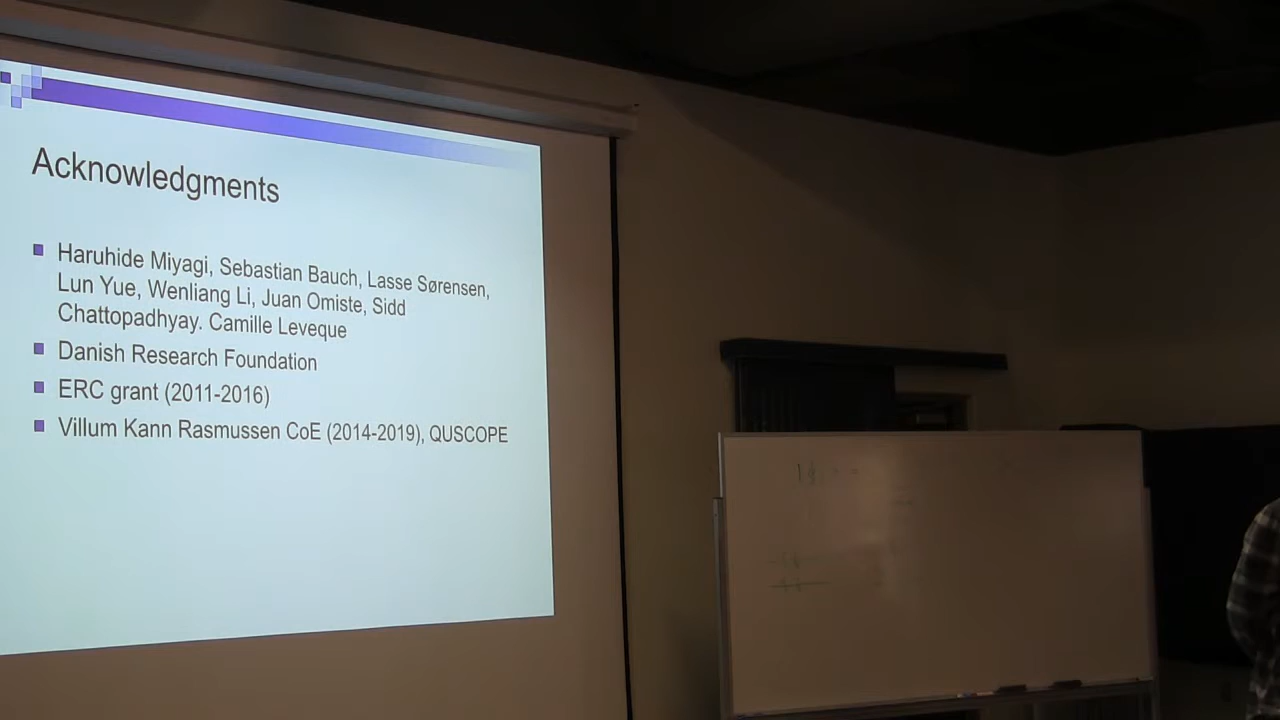 Acknowledgments
Haruhide Miyagi, Sebastian Bauch, Lasse Sørensen,
Lun Yue, Wenliang Li, Juan Omiste, Sidd
Chattopadhyay. Camille Leveque
Danish Research Foundation
ERC grant (2011-2016)
Villum Kann Rasmussen CoE (2014-2019), QUSCOPE